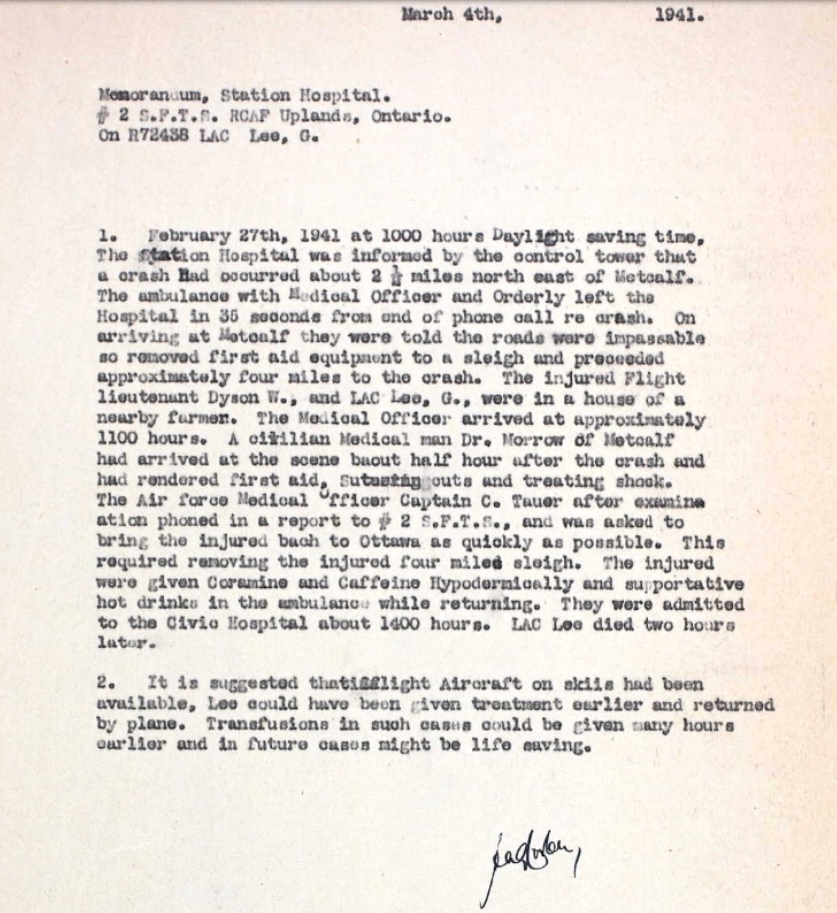 March 4th, 1941.
Memorandum, Station Hospital.
# 2 S.F.T.S. RCAF Uplands, Ontario.
On R72438 LAC Lee, G.
1. February 27th, 1941 at 1000 hours Daylight saving time,
The Station Hospital was informed by the control tower that
a crash Had occurred about 2 ½ miles north east of Metcalf.
The ambulance with Medical Officer and Orderly left the
Hospital in 35 seconds from end of phone call re crash. On
arriving at Metcalf they were told the roads were impassable
so removed first aid equipment to a sleigh and proceeded
approximately four miles to the crash. The injured Flight
lieutenant Dyson W., and LAC Lee, G., were in a house of a
nearby farmer. The Medical Officer arrived at approximately
1100 hours. A civilian Medical man Dr. Morrow of Metcalf
had arrived at the scene baout half hour after the crash and
had rendered first aid, Suturing cuts and treating shock.
The Air force Medical Officer Captain C. Tauer after examin
ation phoned in a report to # 2 S.F.T.S., and was asked to
bring the injured bach to Ottawa as quickly as possible. This
required removing the injured four miles sleigh. The injured
were given Coramine and Caffeine Hypodermically and supportative
hot drinks in the ambulance while returning. They were admitted
to the Civic Hospital about 1400 hours. LAC Lee died two hours
later.
2. It is suggested that if light Aircraft on skiis had been
available, Lee could have been given treatment earlier and returned
by plane. Transfusions in such cases could be given many hours
earlier and in future cases might be life saving.